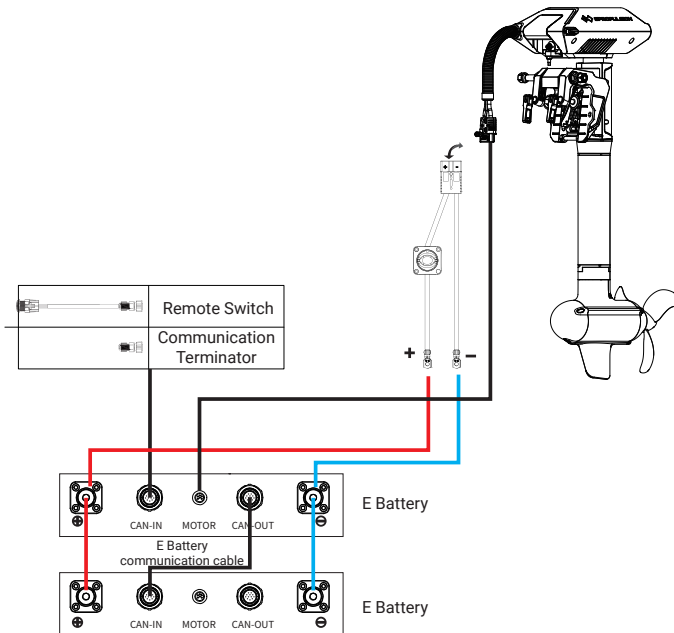 EPROPULSION
+ -
Remote Switch
Communication
Terminator
+ −
E Battery
⊕ CAN-IN MOTOR CAN-OUT ⊖
E Battery
communication cable
E Battery
⊕ CAN-IN MOTOR CAN-OUT ⊖